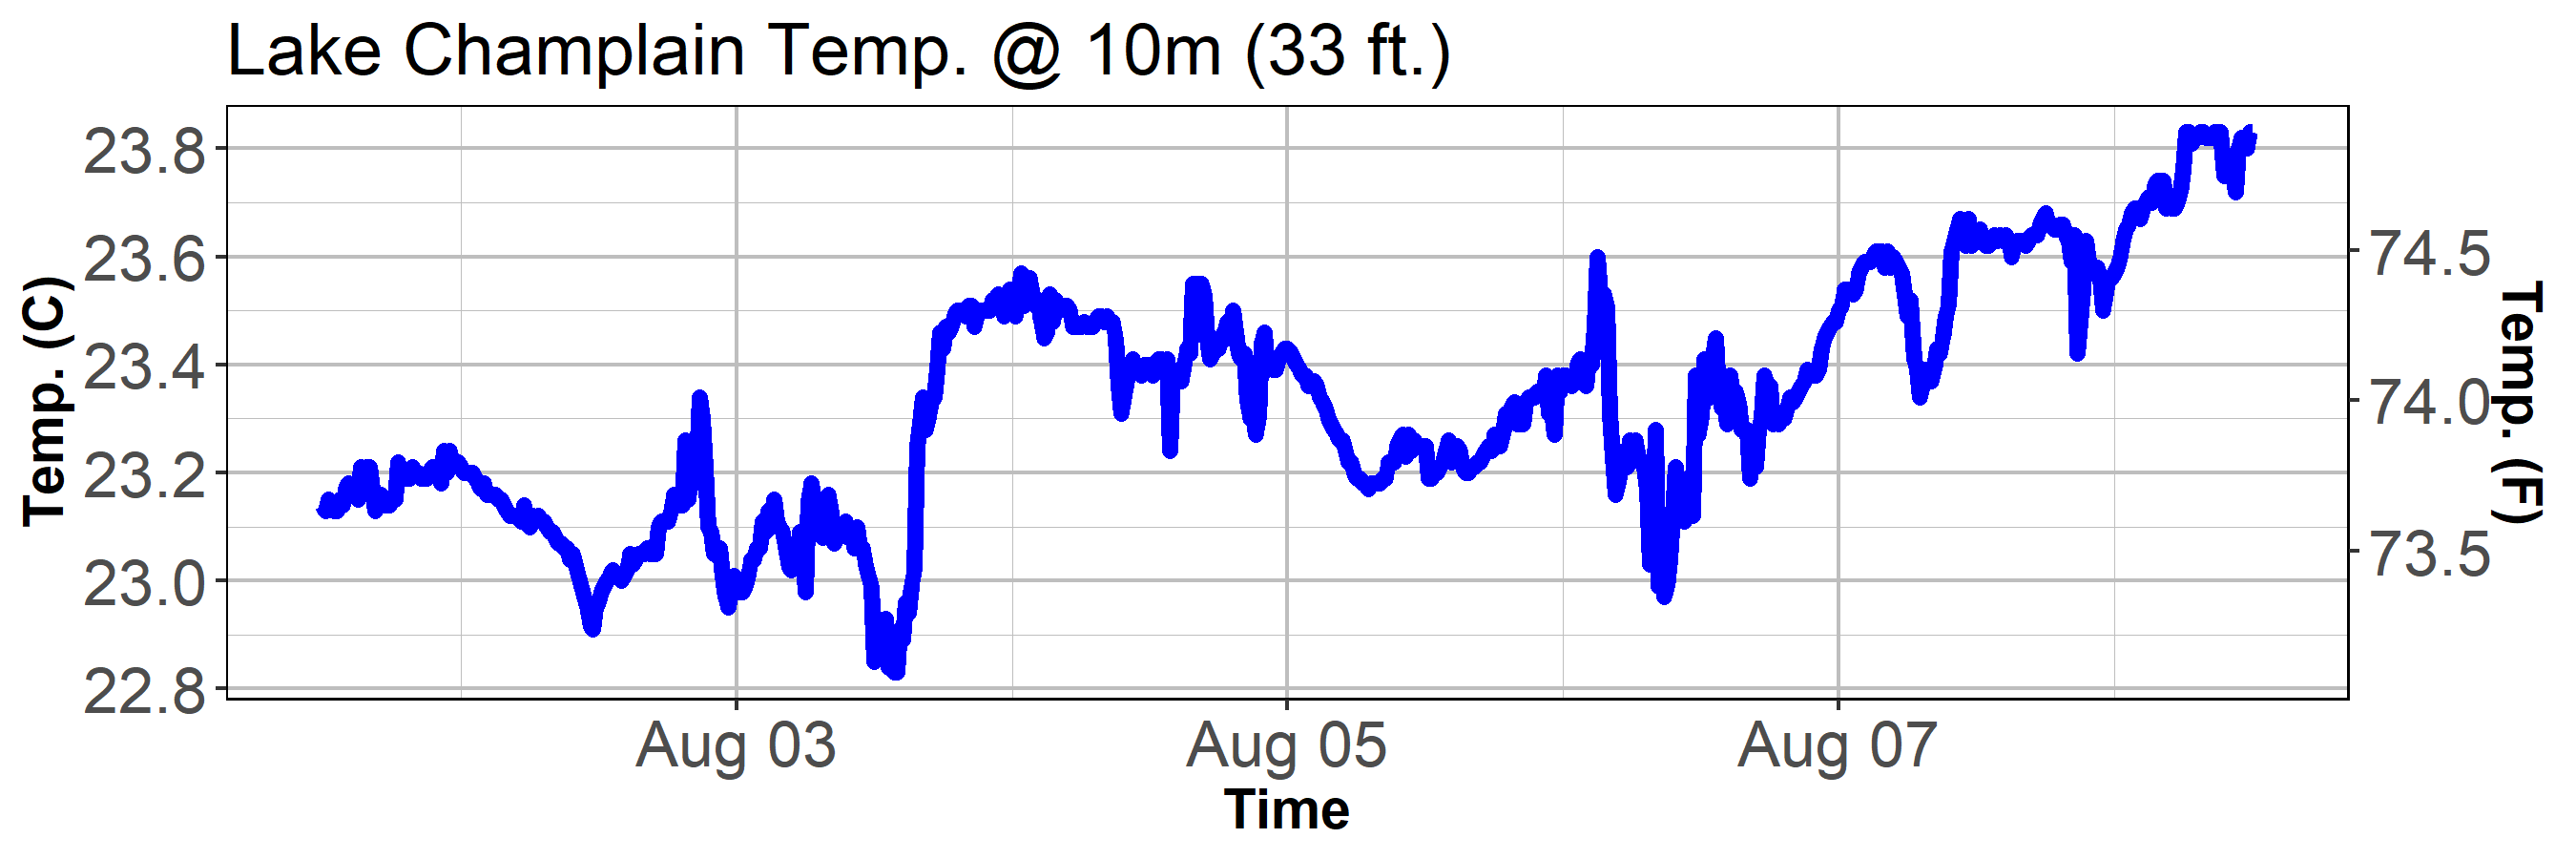 Lake Champlain Temp. @ 10m (33 ft.)
Temp. (C)
23.8
23.6
23.4
23.2
23.0
22.8
74.5
74.0
73.5
Temp. (F)
Aug 03
Aug 05
Aug 07
Time